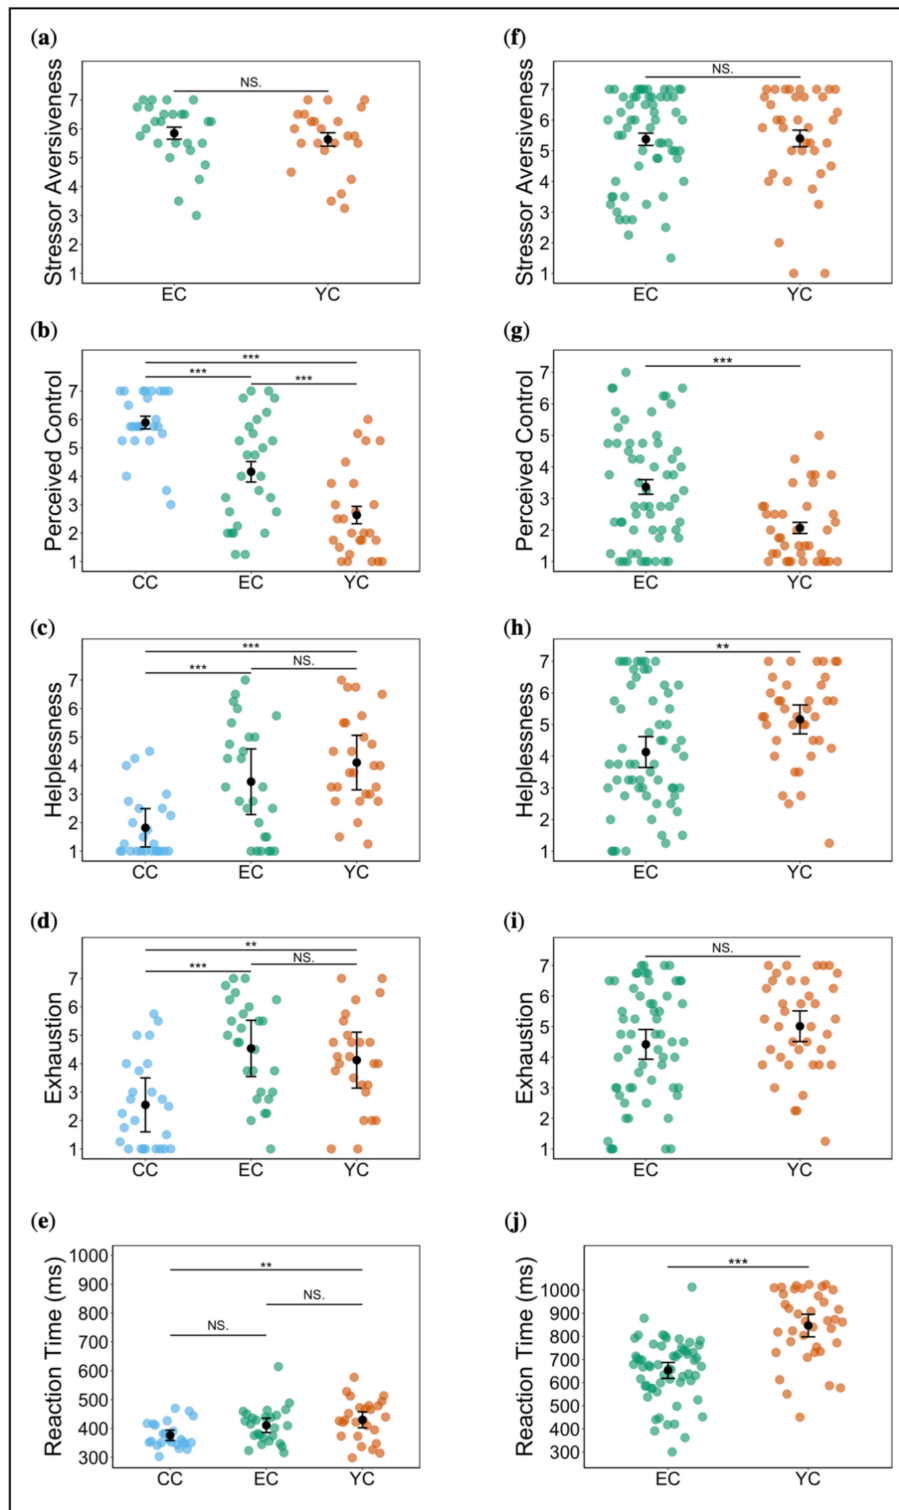 (a)
Stressor Aversiveness
7
6
5
4
3
2
1
NS.
EC YC
(f)
Stressor Aversiveness
7
6
5
4
3
2
1
NS.
EC YC
(b)
Perceived Control
7
6
5
4
3
2
1
***
*** ***
CC EC YC
(g)
Perceived Control
7
6
5
4
3
2
1
***
EC YC
(c)
Helplessness
7
6
5
4
3
2
1
***
*** NS.
CC EC YC
(h)
Helplessness
7
6
5
4
3
2
1
**
EC YC
(d)
Exhaustion
7
6
5
4
3
2
1
**
*** NS.
CC EC YC
(i)
Exhaustion
7
6
5
4
3
2
1
NS.
EC YC
(e)
Reaction Time (ms)
1000
900
800
700
600
500
400
300
**
NS.
NS.
CC EC YC
(j)
Reaction Time (ms)
1000
900
800
700
600
500
400
300
***
EC YC